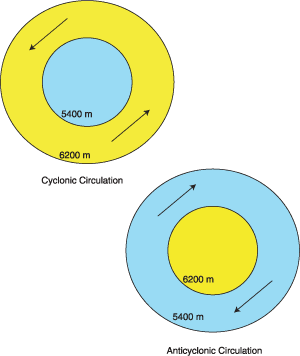 5400 m
6200 m
Cyclonic Circulation
6200 m
5400 m
Anticyclonic Circulation